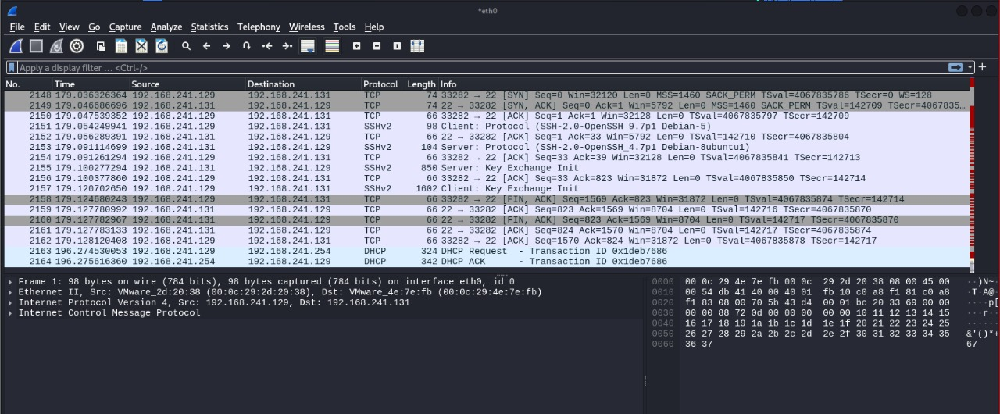 *eth0
File Edit View Go Capture Analyze Statistics Telephony Wireless Tools Help
Apply a display filter … <Ctrl-/>
No. Time Source Destination Protocol Length Info
2148 179.036326364 192.168.241.129 192.168.241.131 TCP 74 33282 → 22 [SYN] Seq=0 Win=32120 Len=0 MSS=1460 SACK_PERM TSval=4067835786 TSecr=0 WS=128
2149 179.046686696 192.168.241.131 192.168.241.129 TCP 74 22 → 33282 [SYN, ACK] Seq=0 Ack=1 Win=5792 Len=0 MSS=1460 SACK_PERM TSval=142709 TSecr=4067835…
2150 179.047539352 192.168.241.129 192.168.241.131 TCP 66 33282 → 22 [ACK] Seq=1 Ack=1 Win=32128 Len=0 TSval=4067835797 TSecr=142709
2151 179.054249941 192.168.241.129 192.168.241.131 SSHv2 98 Client: Protocol (SSH-2.0-OpenSSH_9.7p1 Debian-5)
2152 179.056289391 192.168.241.131 192.168.241.129 TCP 66 22 → 33282 [ACK] Seq=1 Ack=33 Win=5792 Len=0 TSval=142710 TSecr=4067835804
2153 179.091114699 192.168.241.131 192.168.241.129 SSHv2 104 Server: Protocol (SSH-2.0-OpenSSH_4.7p1 Debian-8ubuntu1)
2154 179.091261294 192.168.241.129 192.168.241.131 TCP 66 33282 → 22 [ACK] Seq=33 Ack=39 Win=32128 Len=0 TSval=4067835841 TSecr=142713
2155 179.100277294 192.168.241.131 192.168.241.129 SSHv2 850 Server: Key Exchange Init
2156 179.100377860 192.168.241.129 192.168.241.131 TCP 66 33282 → 22 [ACK] Seq=33 Ack=823 Win=31872 Len=0 TSval=4067835850 TSecr=142714
2157 179.120702650 192.168.241.129 192.168.241.131 SSHv2 1602 Client: Key Exchange Init
2158 179.124680243 192.168.241.129 192.168.241.131 TCP 66 33282 → 22 [FIN, ACK] Seq=1569 Ack=823 Win=31872 Len=0 TSval=4067835874 TSecr=142714
2159 179.127780992 192.168.241.131 192.168.241.129 TCP 66 22 → 33282 [ACK] Seq=823 Ack=1569 Win=8704 Len=0 TSval=142716 TSecr=4067835870
2160 179.127782967 192.168.241.131 192.168.241.129 TCP 66 22 → 33282 [FIN, ACK] Seq=823 Ack=1569 Win=8704 Len=0 TSval=142717 TSecr=4067835870
2161 179.127783133 192.168.241.131 192.168.241.129 TCP 66 22 → 33282 [ACK] Seq=824 Ack=1570 Win=8704 Len=0 TSval=142717 TSecr=4067835874
2162 179.128120408 192.168.241.129 192.168.241.131 TCP 66 33282 → 22 [ACK] Seq=1570 Ack=824 Win=31872 Len=0 TSval=4067835878 TSecr=142717
2163 196.274530053 192.168.241.129 192.168.241.254 DHCP 324 DHCP Request - Transaction ID 0x1deb7686
2164 196.275616360 192.168.241.254 192.168.241.129 DHCP 342 DHCP ACK - Transaction ID 0x1deb7686
Frame 1: 98 bytes on wire (784 bits), 98 bytes captured (784 bits) on interface eth0, id 0
Ethernet II, Src: VMware_2d:20:38 (00:0c:29:2d:20:38), Dst: VMware_4e:7e:fb (00:0c:29:4e:7e:fb)
Internet Protocol Version 4, Src: 192.168.241.129, Dst: 192.168.241.131
Internet Control Message Protocol
0000 00 0c 29 4e 7e fb 00 0c 29 2d 20 38 08 00 45 00 ··)N~·
0010 00 54 db 41 40 00 40 01 fb 10 c0 a8 f1 81 c0 a8 ·T·A@·
0020 f1 83 08 00 70 5b 43 d4 00 01 bc 20 33 69 00 00 ····p[
0030 00 00 88 72 0d 00 00 00 00 00 10 11 12 13 14 15 ···r··
0040 16 17 18 19 1a 1b 1c 1d 1e 1f 20 21 22 23 24 25 ······
0050 26 27 28 29 2a 2b 2c 2d 2e 2f 30 31 32 33 34 35 &'()*+
0060 36 37 67